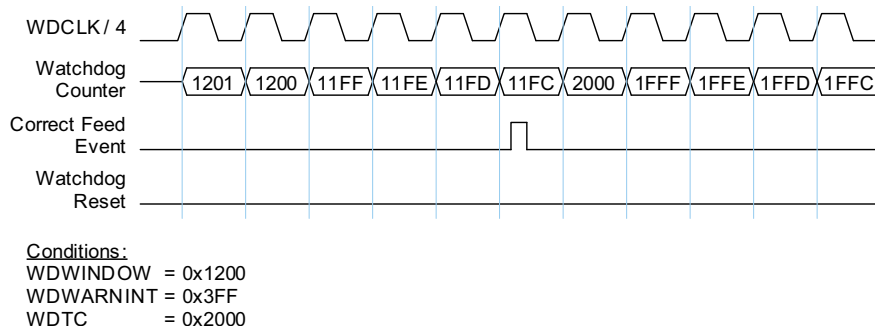 WDCLK / 4
Watchdog
Counter
1201 1200 11FF 11FE 11FD 11FC 2000 1FFF 1FFE 1FFD 1FFC
Correct Feed
Event
Watchdog
Reset
Conditions:
WDWINDOW = 0x1200
WDWARNINT = 0x3FF
WDTC = 0x2000